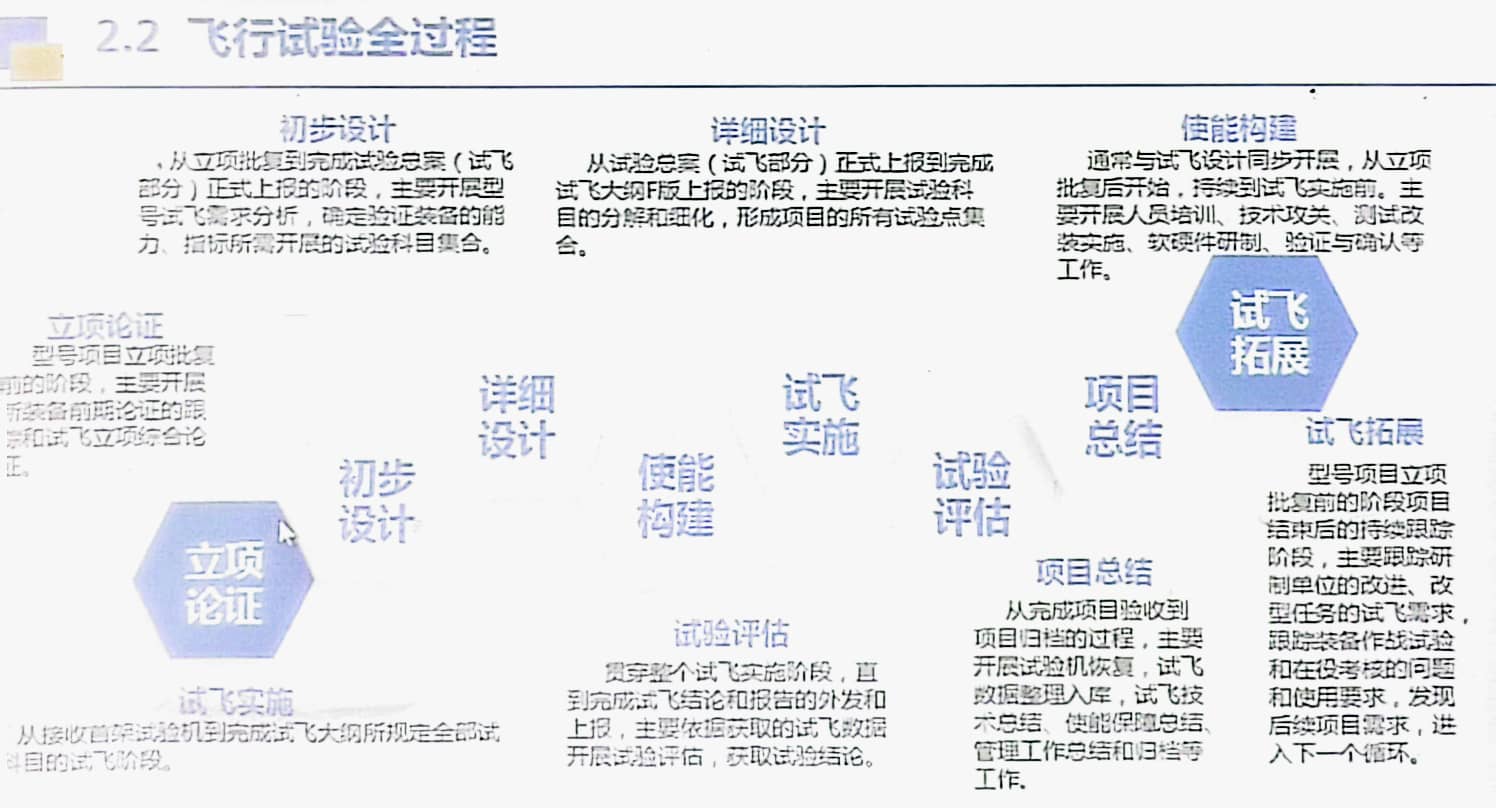 2.2 飞行试验全过程
初步设计
从立项批复到完成试验总案（试飞
部分）正式上报的阶段，主要开展型
号试飞需求分析，确定验证装备的能
力、指标所需开展的试验科目集合。
详细设计
从试验总案（试飞部分）正式上报到完成
试飞大纲F版上报的阶段，主要开展试验科
目的分解和细化，形成项目的所有试验点集
合。
使能构建
通常与试飞设计同步开展，从立项
批复后开始，持续到试飞实施前。主
要开展人员培训、技术攻关、测试改
装实施、软硬件研制、验证与确认等
工作。
立项论证
型号项目立项批复
前的阶段，主要开展
新装备前期论证的跟
踪和试飞立项综合论
证。
立项
论证
初步
设计
详细
设计
使能
构建
试飞
实施
试验
评估
项目
总结
试飞
拓展
试飞实施
从接收首架试验机到完成试飞大纲所规定全部试
科目的试飞阶段。
试验评估
贯穿整个试飞实施阶段，直
到完成试飞结论和报告的外发和
上报，主要依据获取的试飞数据
开展试验评估，获取试验结论。
项目总结
从完成项目验收到
项目归档的过程，主要
开展试验机恢复，试飞
数据整理入库，试飞技
术总结、使能保障总结、
管理工作总结和归档等
工作。
试飞拓展
型号项目立项
批复前的阶段项目
结束后的持续跟踪
阶段，主要跟踪研
制单位的改进、改
型任务的试飞需求，
跟踪装备作战试验
和在役考核的问题
和使用要求，发现
后续项目需求，进
入下一个循环。